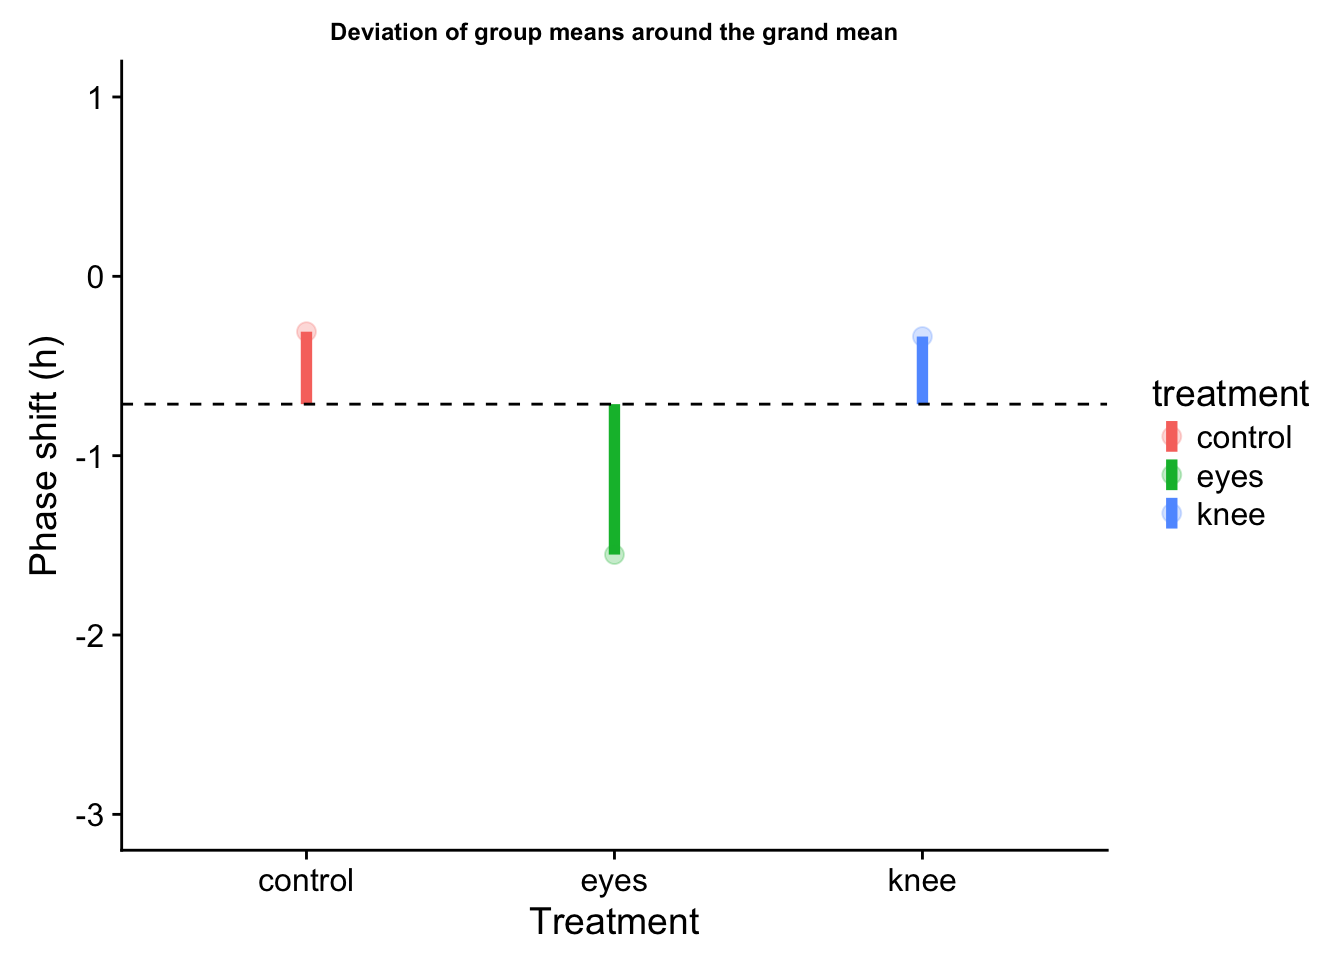 Deviation of group means around the grand mean
Phase shift (h)
1
0
-1
-2
-3
control eyes knee
Treatment
treatment
control
eyes
knee